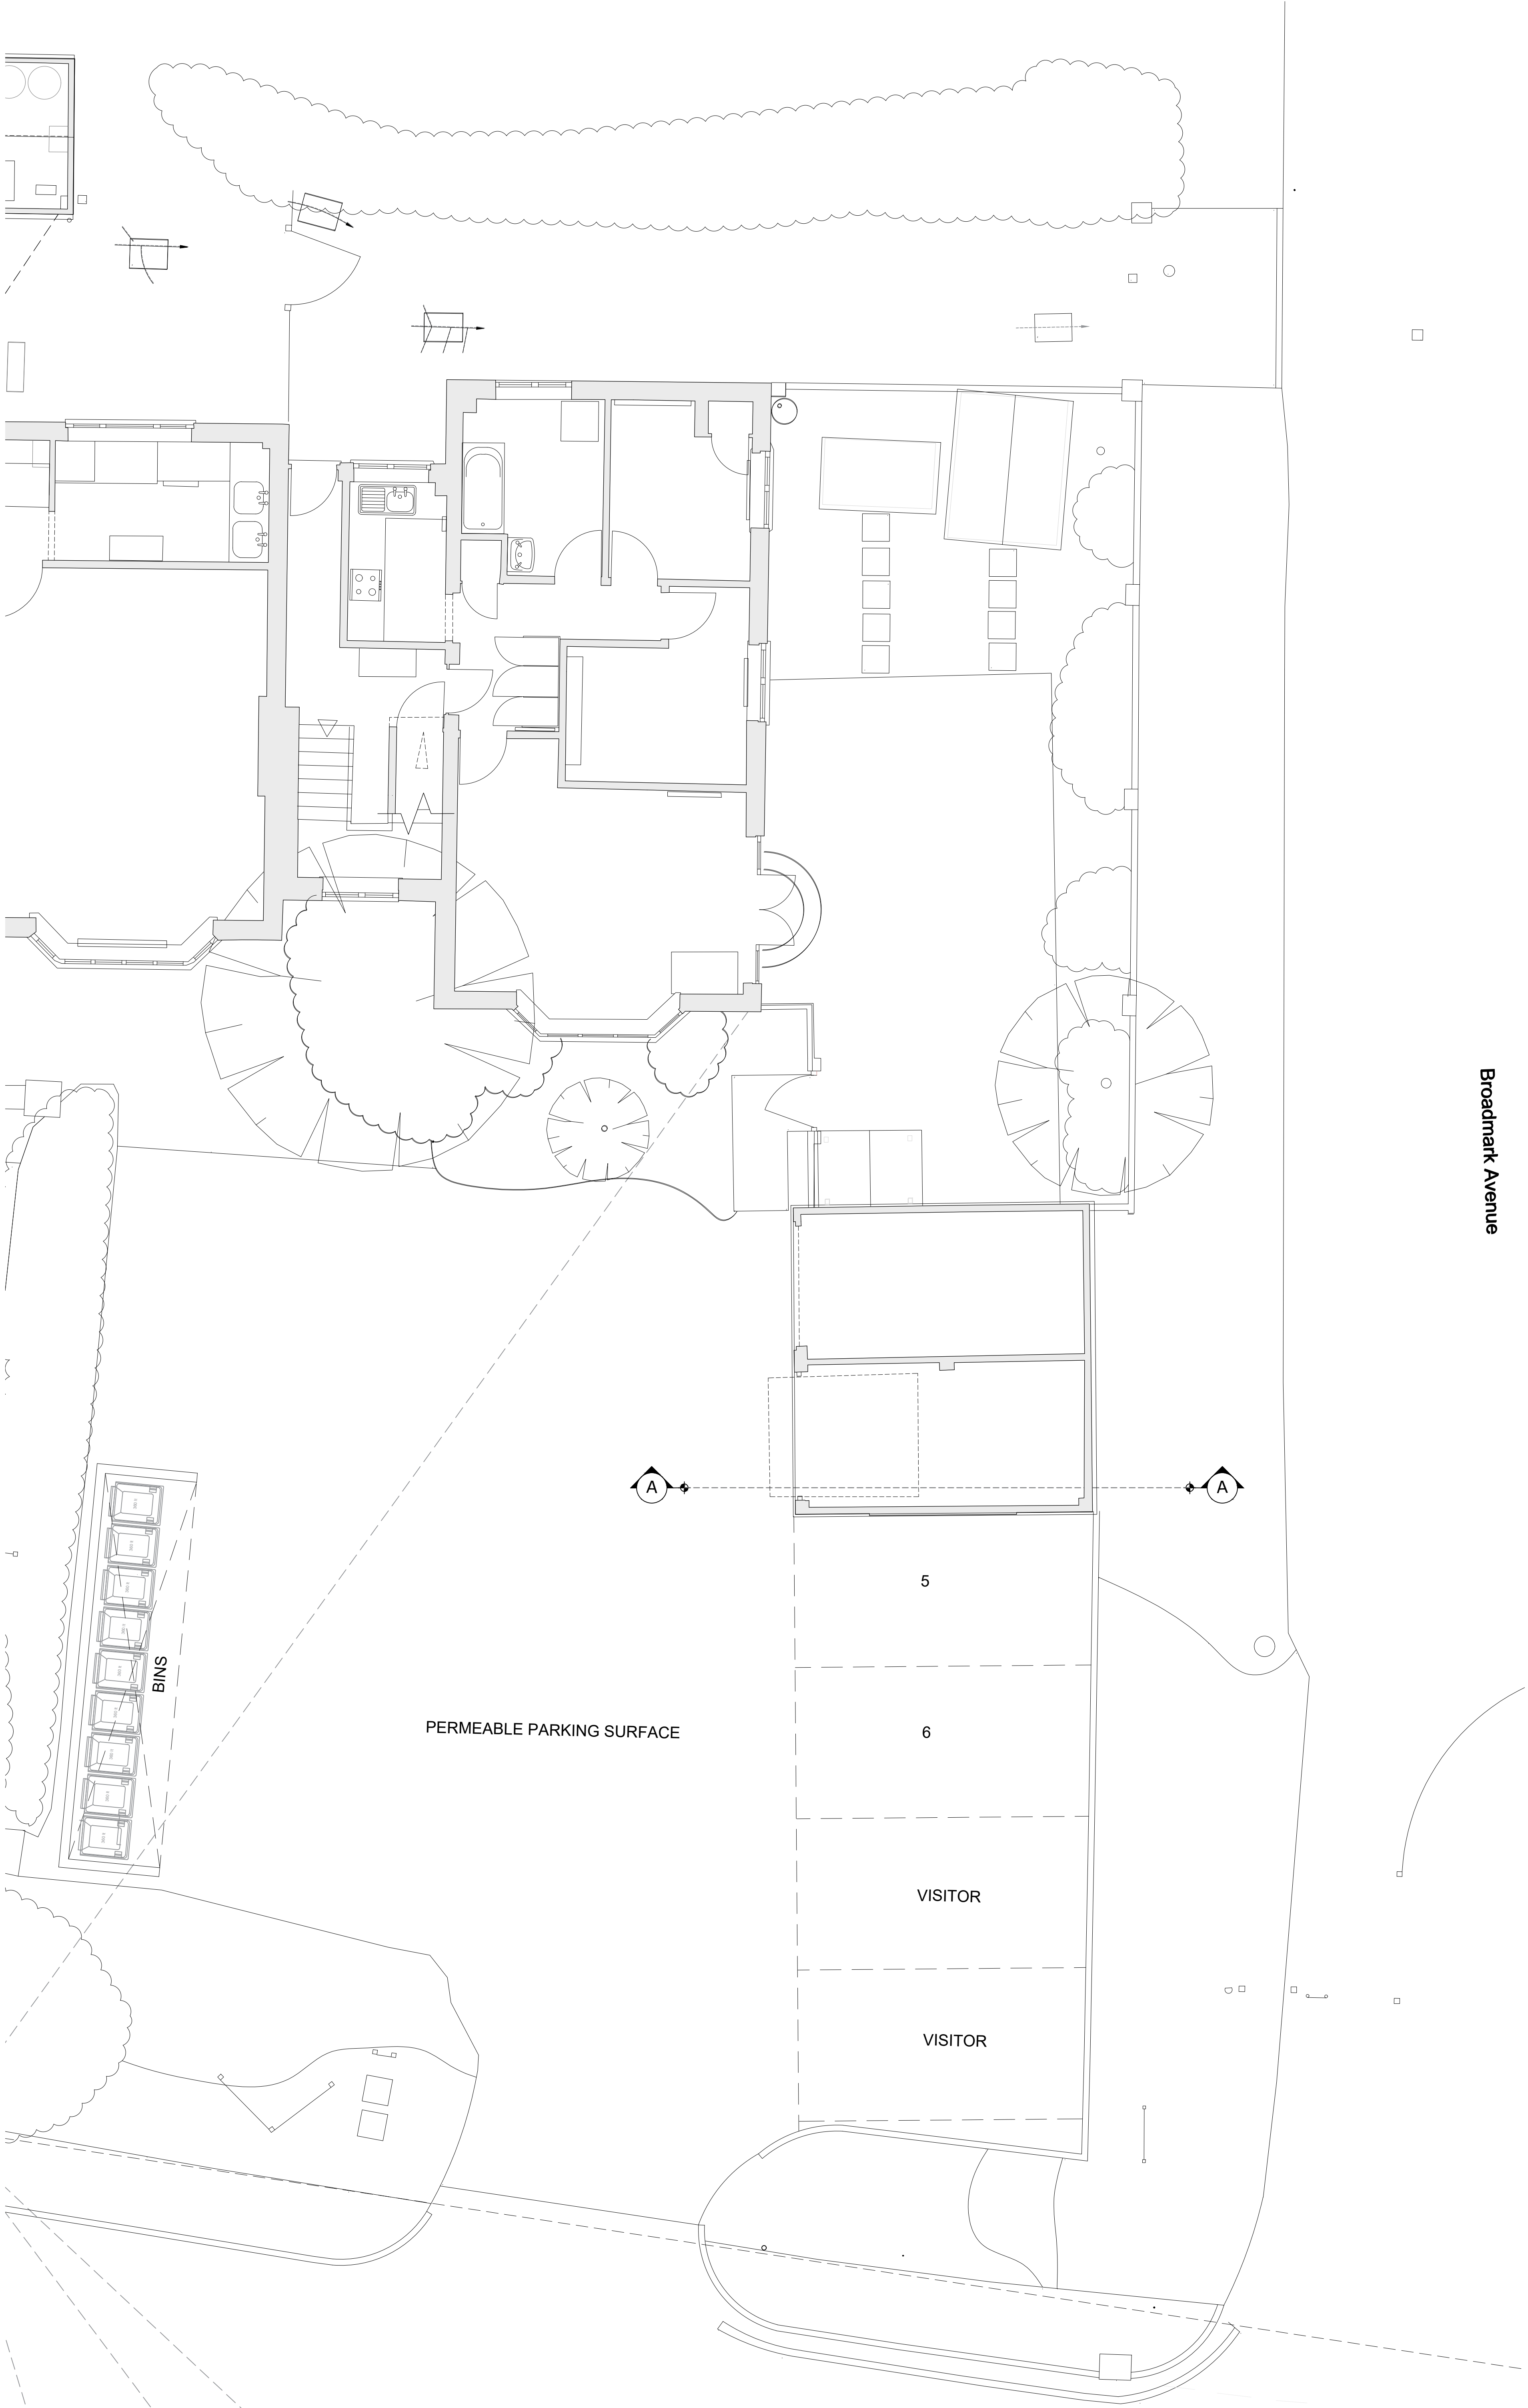 Broadmark Avenue
A
A
5
BINS
6
PERMEABLE PARKING SURFACE
VISITOR
VISITOR